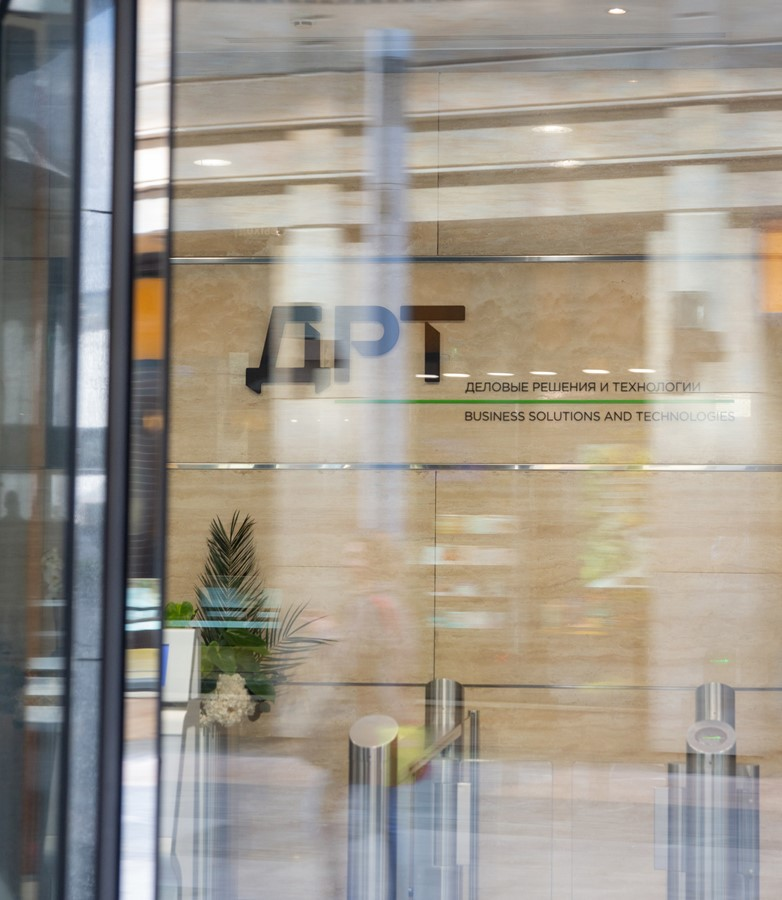 ДРТ
ДЕЛОВЫЕ РЕШЕНИЯ И ТЕХНОЛОГИИ
BUSINESS SOLUTIONS AND TECHNOLOGIES